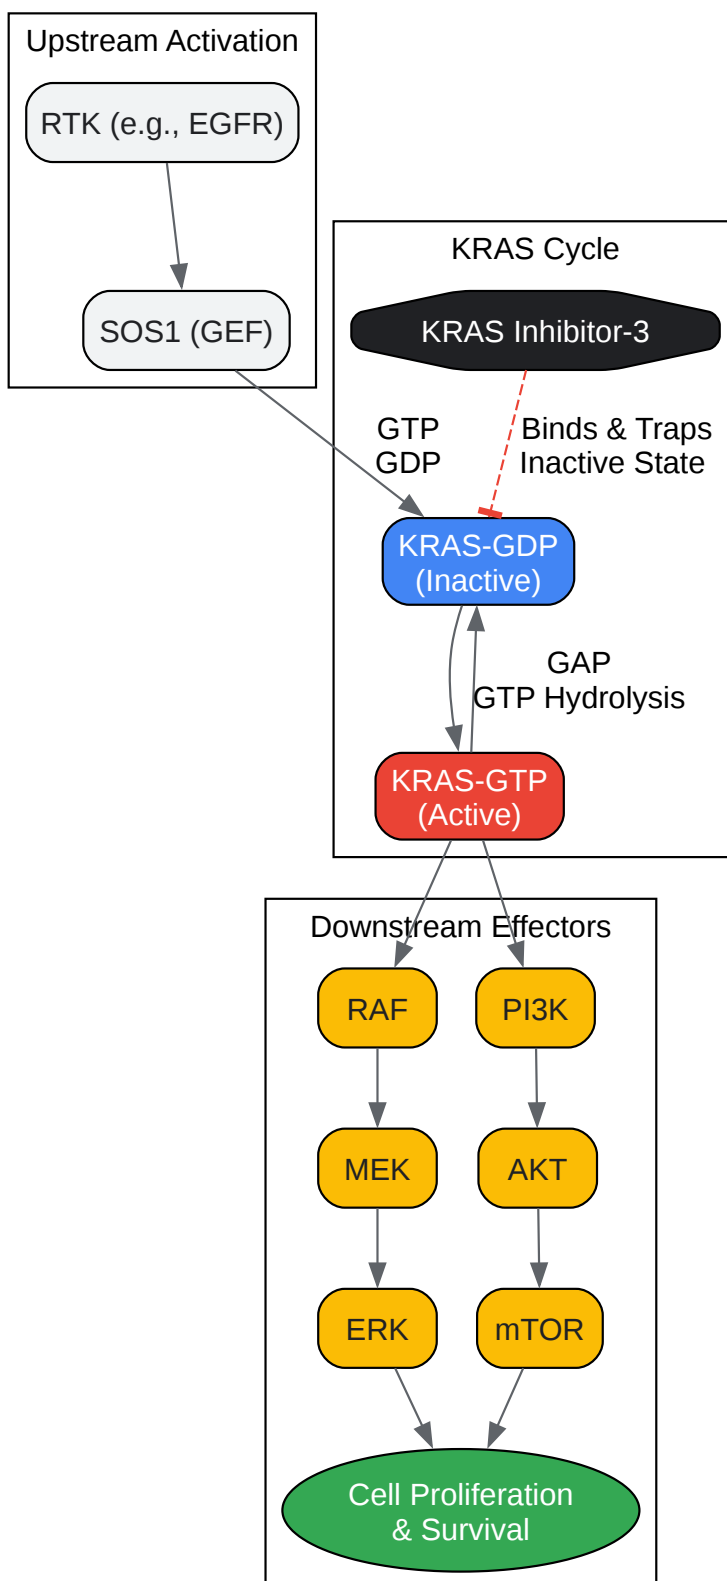 Upstream Activation
RTK (e.g., EGFR)
SOS1 (GEF)
KRAS Cycle
KRAS Inhibitor-3
GTP
GDP
Binds & Traps
Inactive State
KRAS-GDP
(Inactive)
GAP
GTP Hydrolysis
KRAS-GTP
(Active)
Downstream Effectors
RAF
PI3K
MEK
AKT
ERK
mTOR
Cell Proliferation
& Survival